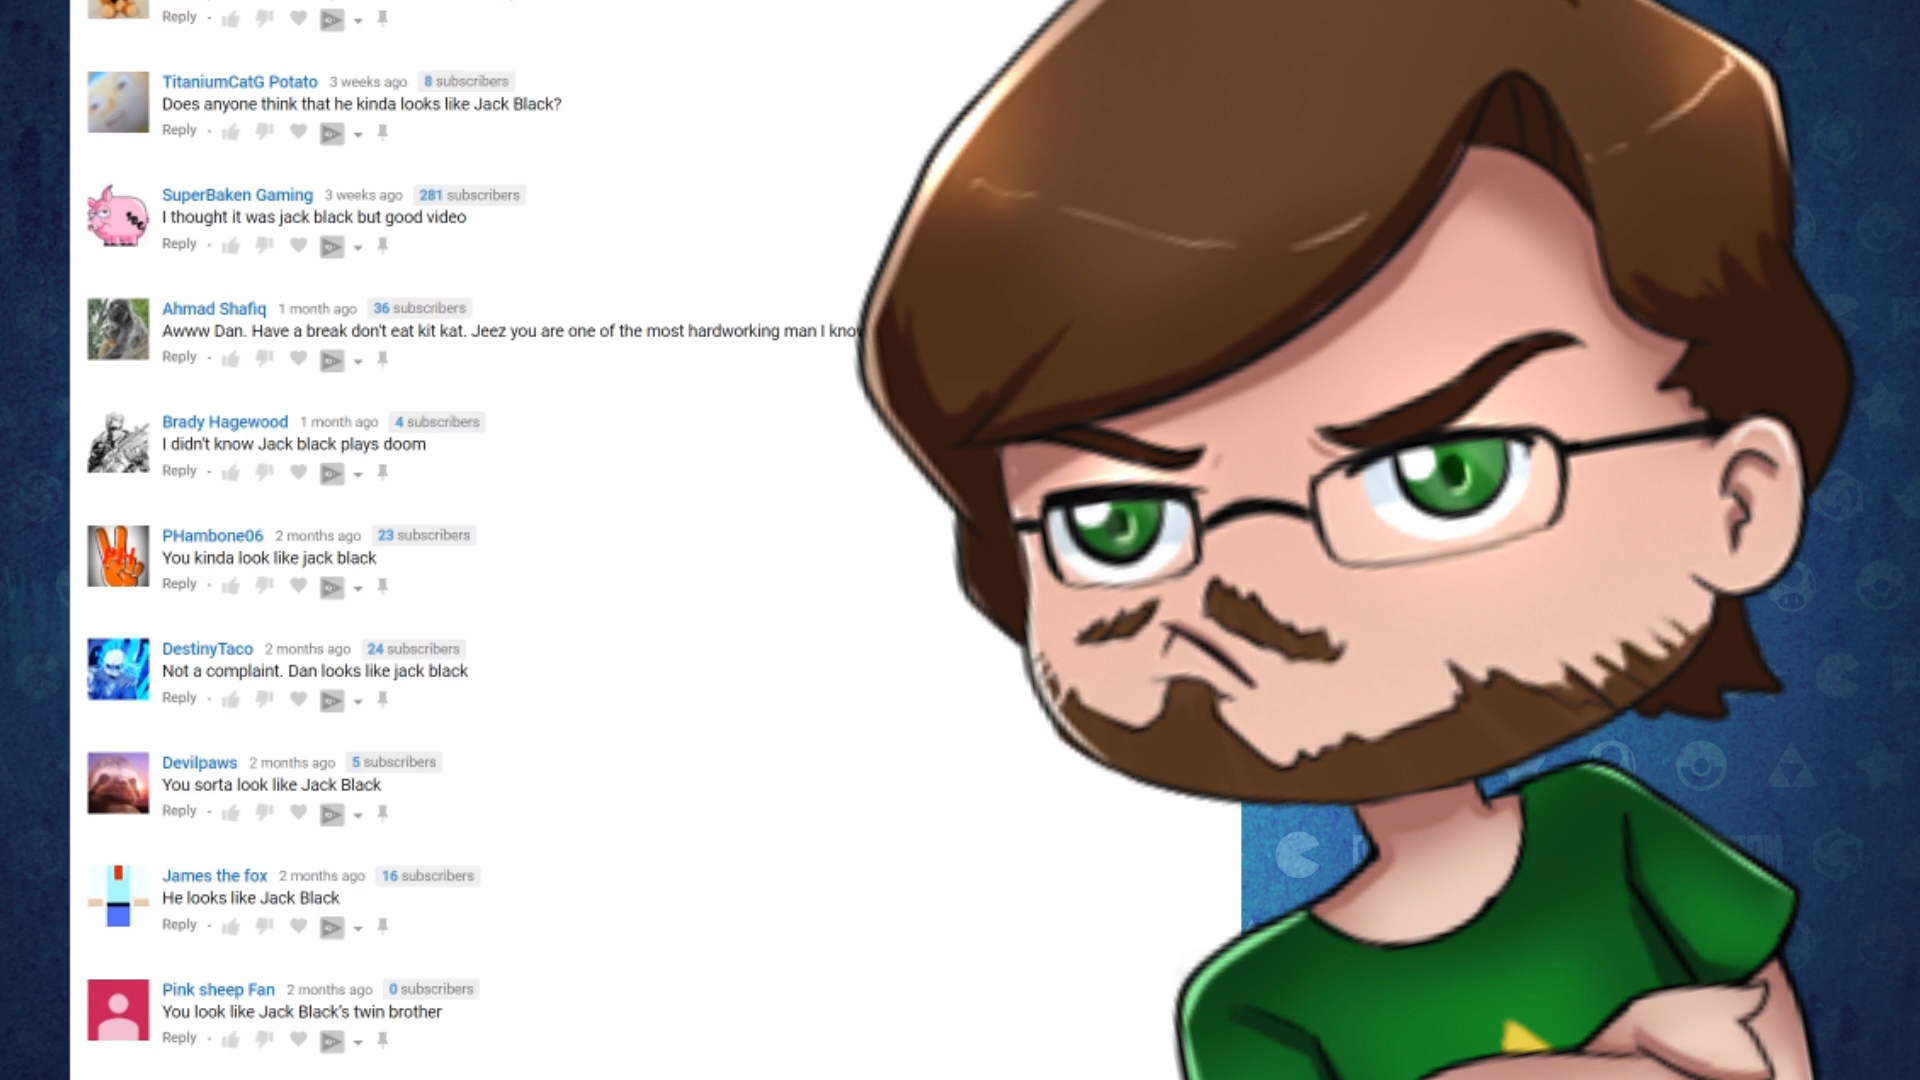 Reply
TitaniumCatG Potato 3 weeks ago 8 subscribers
Does anyone think that he kinda looks like Jack Black?
Reply
SuperBaken Gaming 3 weeks ago 281 subscribers
I thought it was jack black but good video
Reply
Ahmad Shafiq 1 month ago 36 subscribers
Awww Dan. Have a break don't eat kit kat. Jeez you are one of the most hardworking man I kno
Reply
Brady Hagewood 1 month ago 4 subscribers
I didn't know Jack black plays doom
Reply
PHambone06 2 months ago 23 subscribers
You kinda look like jack black
Reply
DestinyTaco 2 months ago 24 subscribers
Not a complaint. Dan looks like jack black
Reply
Devilpaws 2 months ago 5 subscribers
You sorta look like Jack Black
Reply
James the fox 2 months ago 16 subscribers
He looks like Jack Black
Reply
Pink sheep Fan 2 months ago 0 subscribers
You look like Jack Black's twin brother
Reply